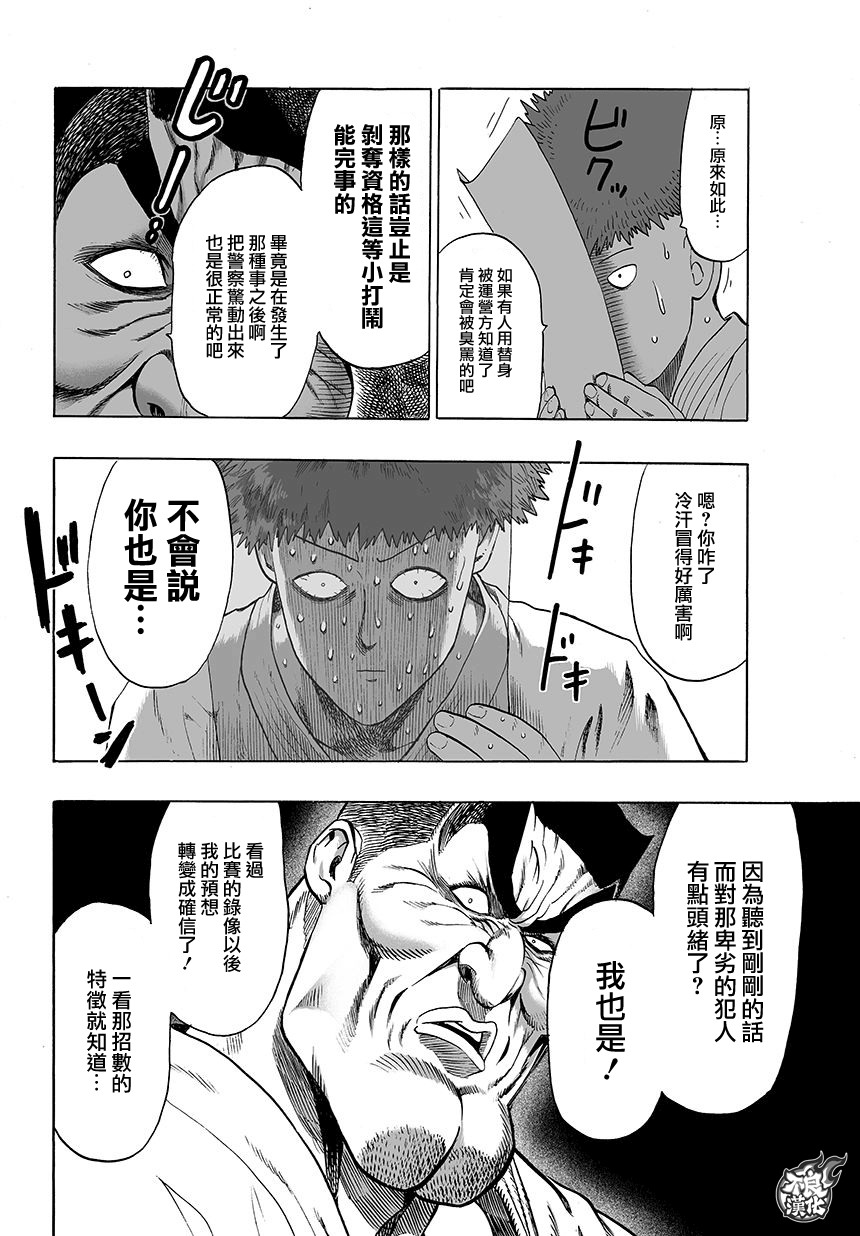 原…原來如此…
ビクッ
如果有人用替身
被運營方知道了
肯定會被臭罵的吧
那樣的話豈止是
剝奪資格這等小打鬧
能完事的
畢竟是在發生了
那種事之後啊
把警察驚動出來
也是很正常的吧
じーっ
嗯?你咋了
冷汗冒得好厲害啊
ドキ
ドキ
不會說
你也是…
因為聽到剛剛的話
而對那卑劣的犯人
有點頭緒了?
我也是!
看過
比賽的錄像以後
我的預想
轉變成確信了!
一看那招數的
特徵就知道…
大狼
漢化